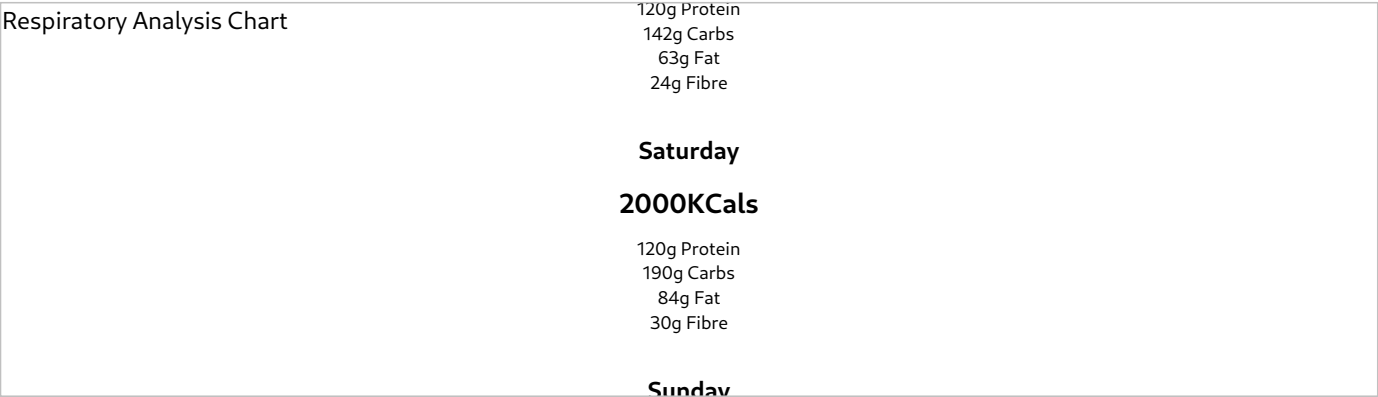 Respiratory Analysis Chart
120g Protein
142g Carbs
63g Fat
24g Fibre
Saturday
2000KCals
120g Protein
190g Carbs
84g Fat
30g Fibre
Sunday